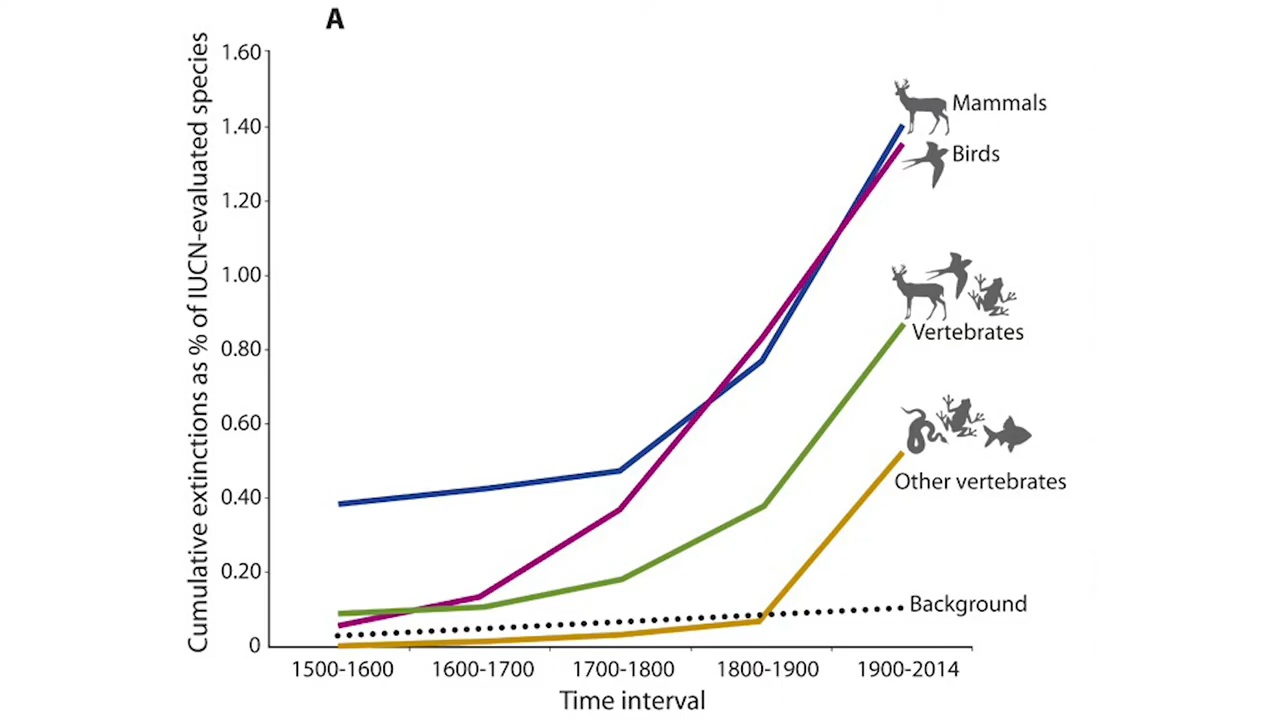 A
Cumulative extinctions as % of IUCN-evaluated species
1.60
1.40
1.20
1.00
0.80
0.60
0.40
0.20
0
Mammals
Birds
Vertebrates
Other vertebrates
Background
1500-1600 1600-1700 1700-1800 1800-1900 1900-2014
Time interval